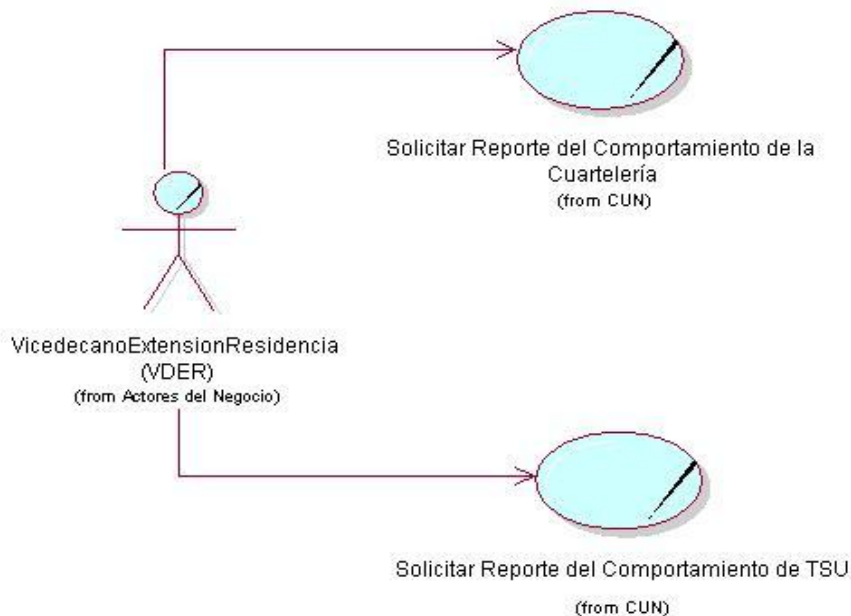 Solicitar Reporte del Comportamiento de la
Cuartelería
(from CUN)
VicedecanoExtensionResidencia
(VDER)
(from Actores del Negocio)
Solicitar Reporte del Comportamiento de TSU
(from CUN)